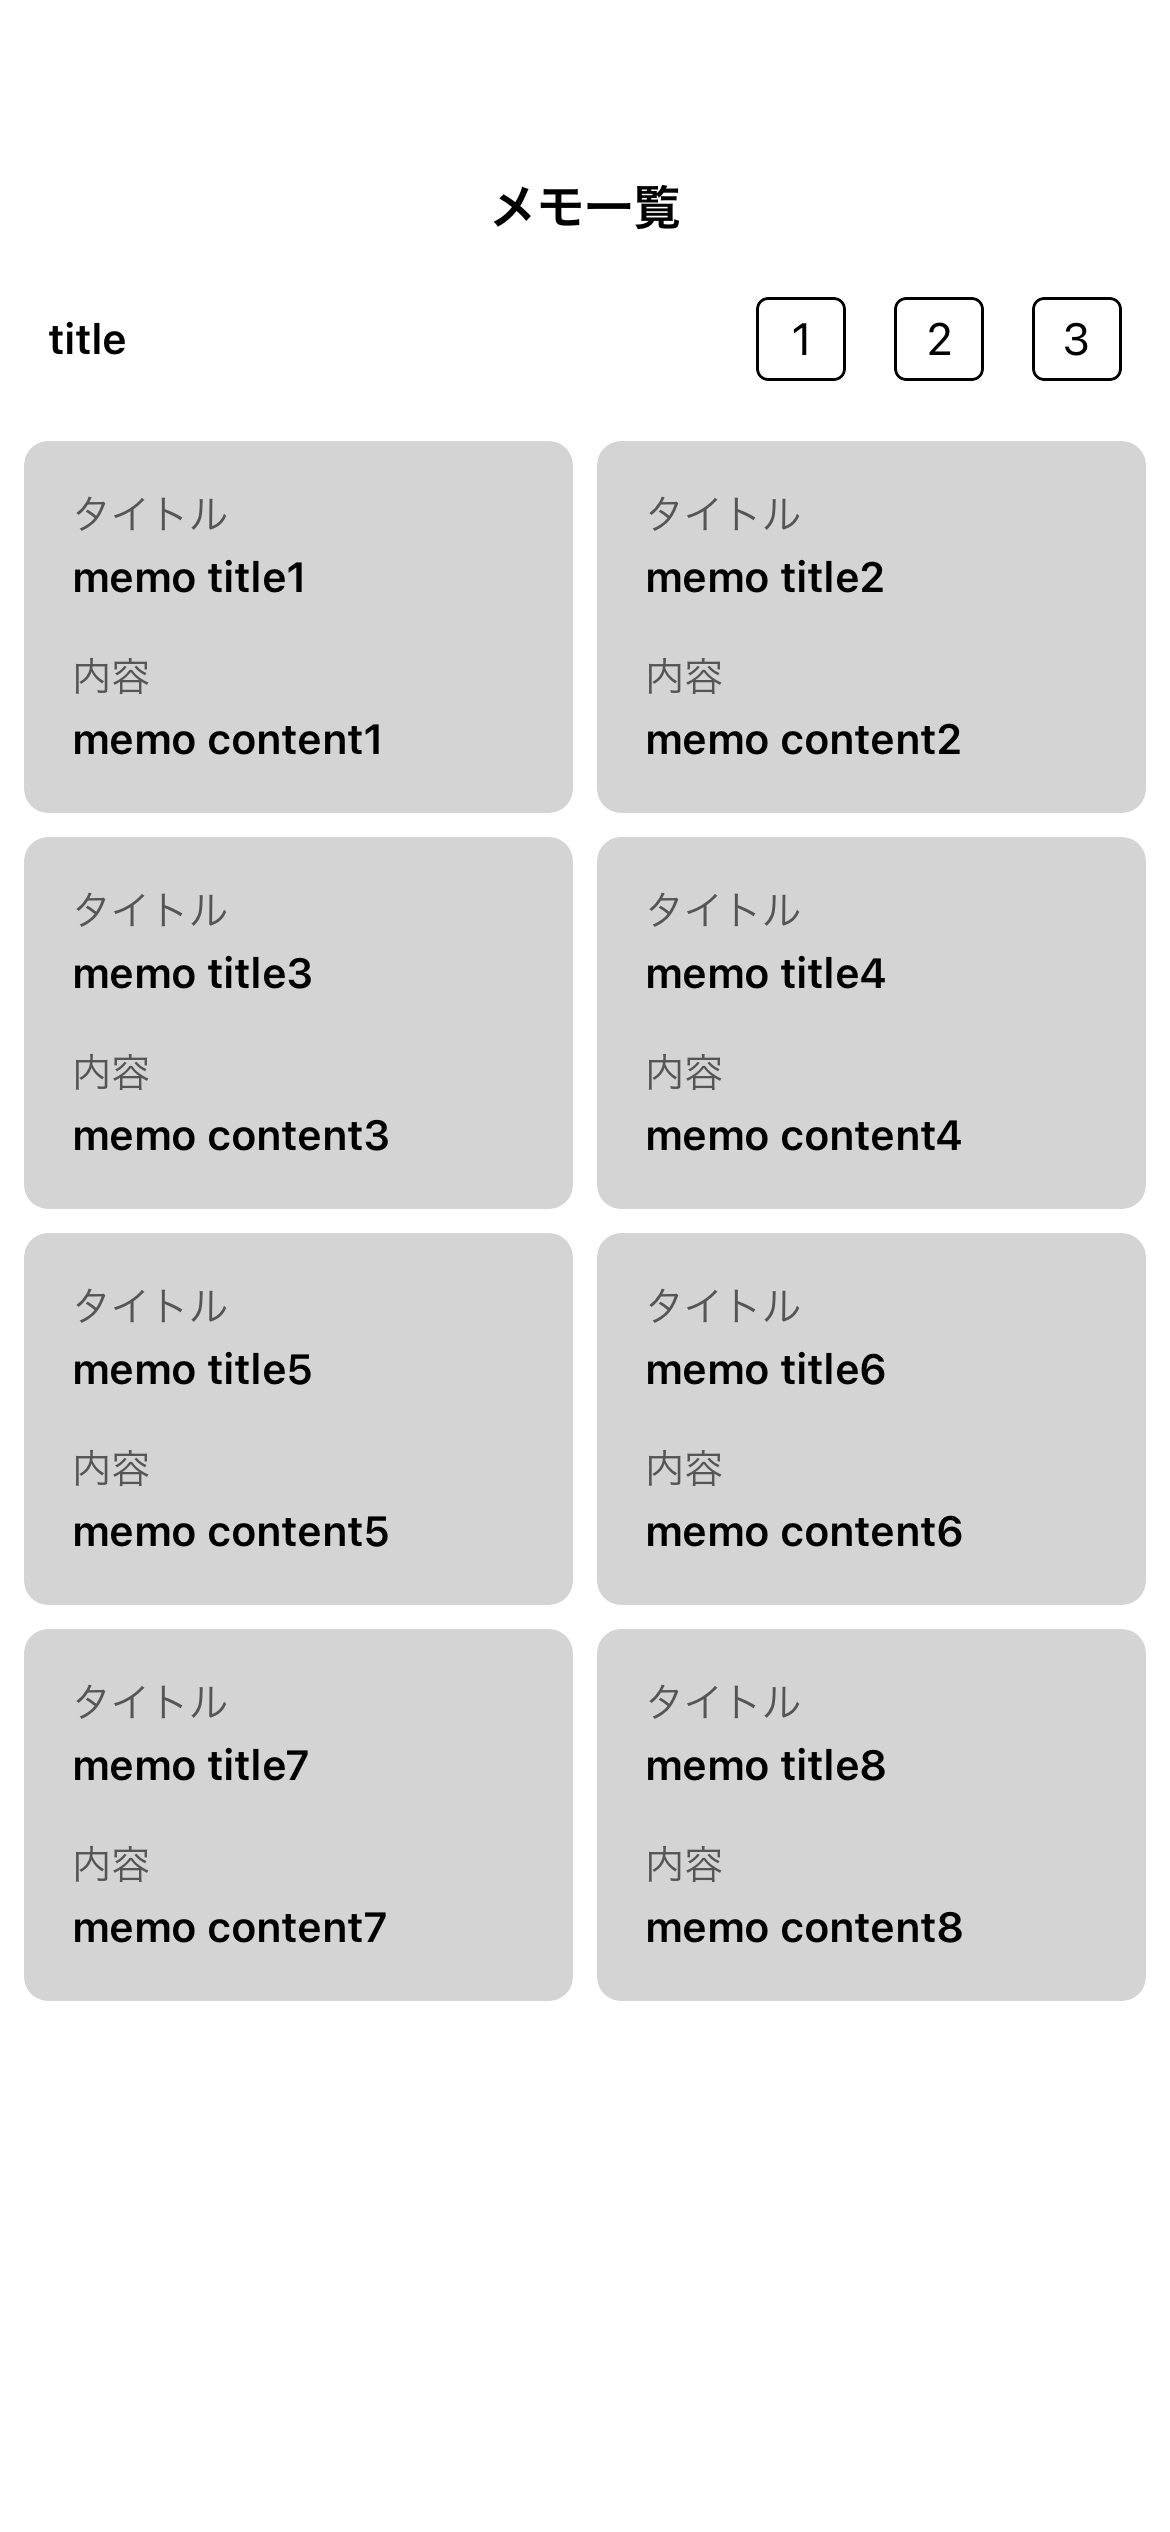 メモ一覧
title 1 2 3
タイトル
memo title1
内容
memo content1
タイトル
memo title2
内容
memo content2
タイトル
memo title3
内容
memo content3
タイトル
memo title4
内容
memo content4
タイトル
memo title5
内容
memo content5
タイトル
memo title6
内容
memo content6
タイトル
memo title7
内容
memo content7
タイトル
memo title8
内容
memo content8